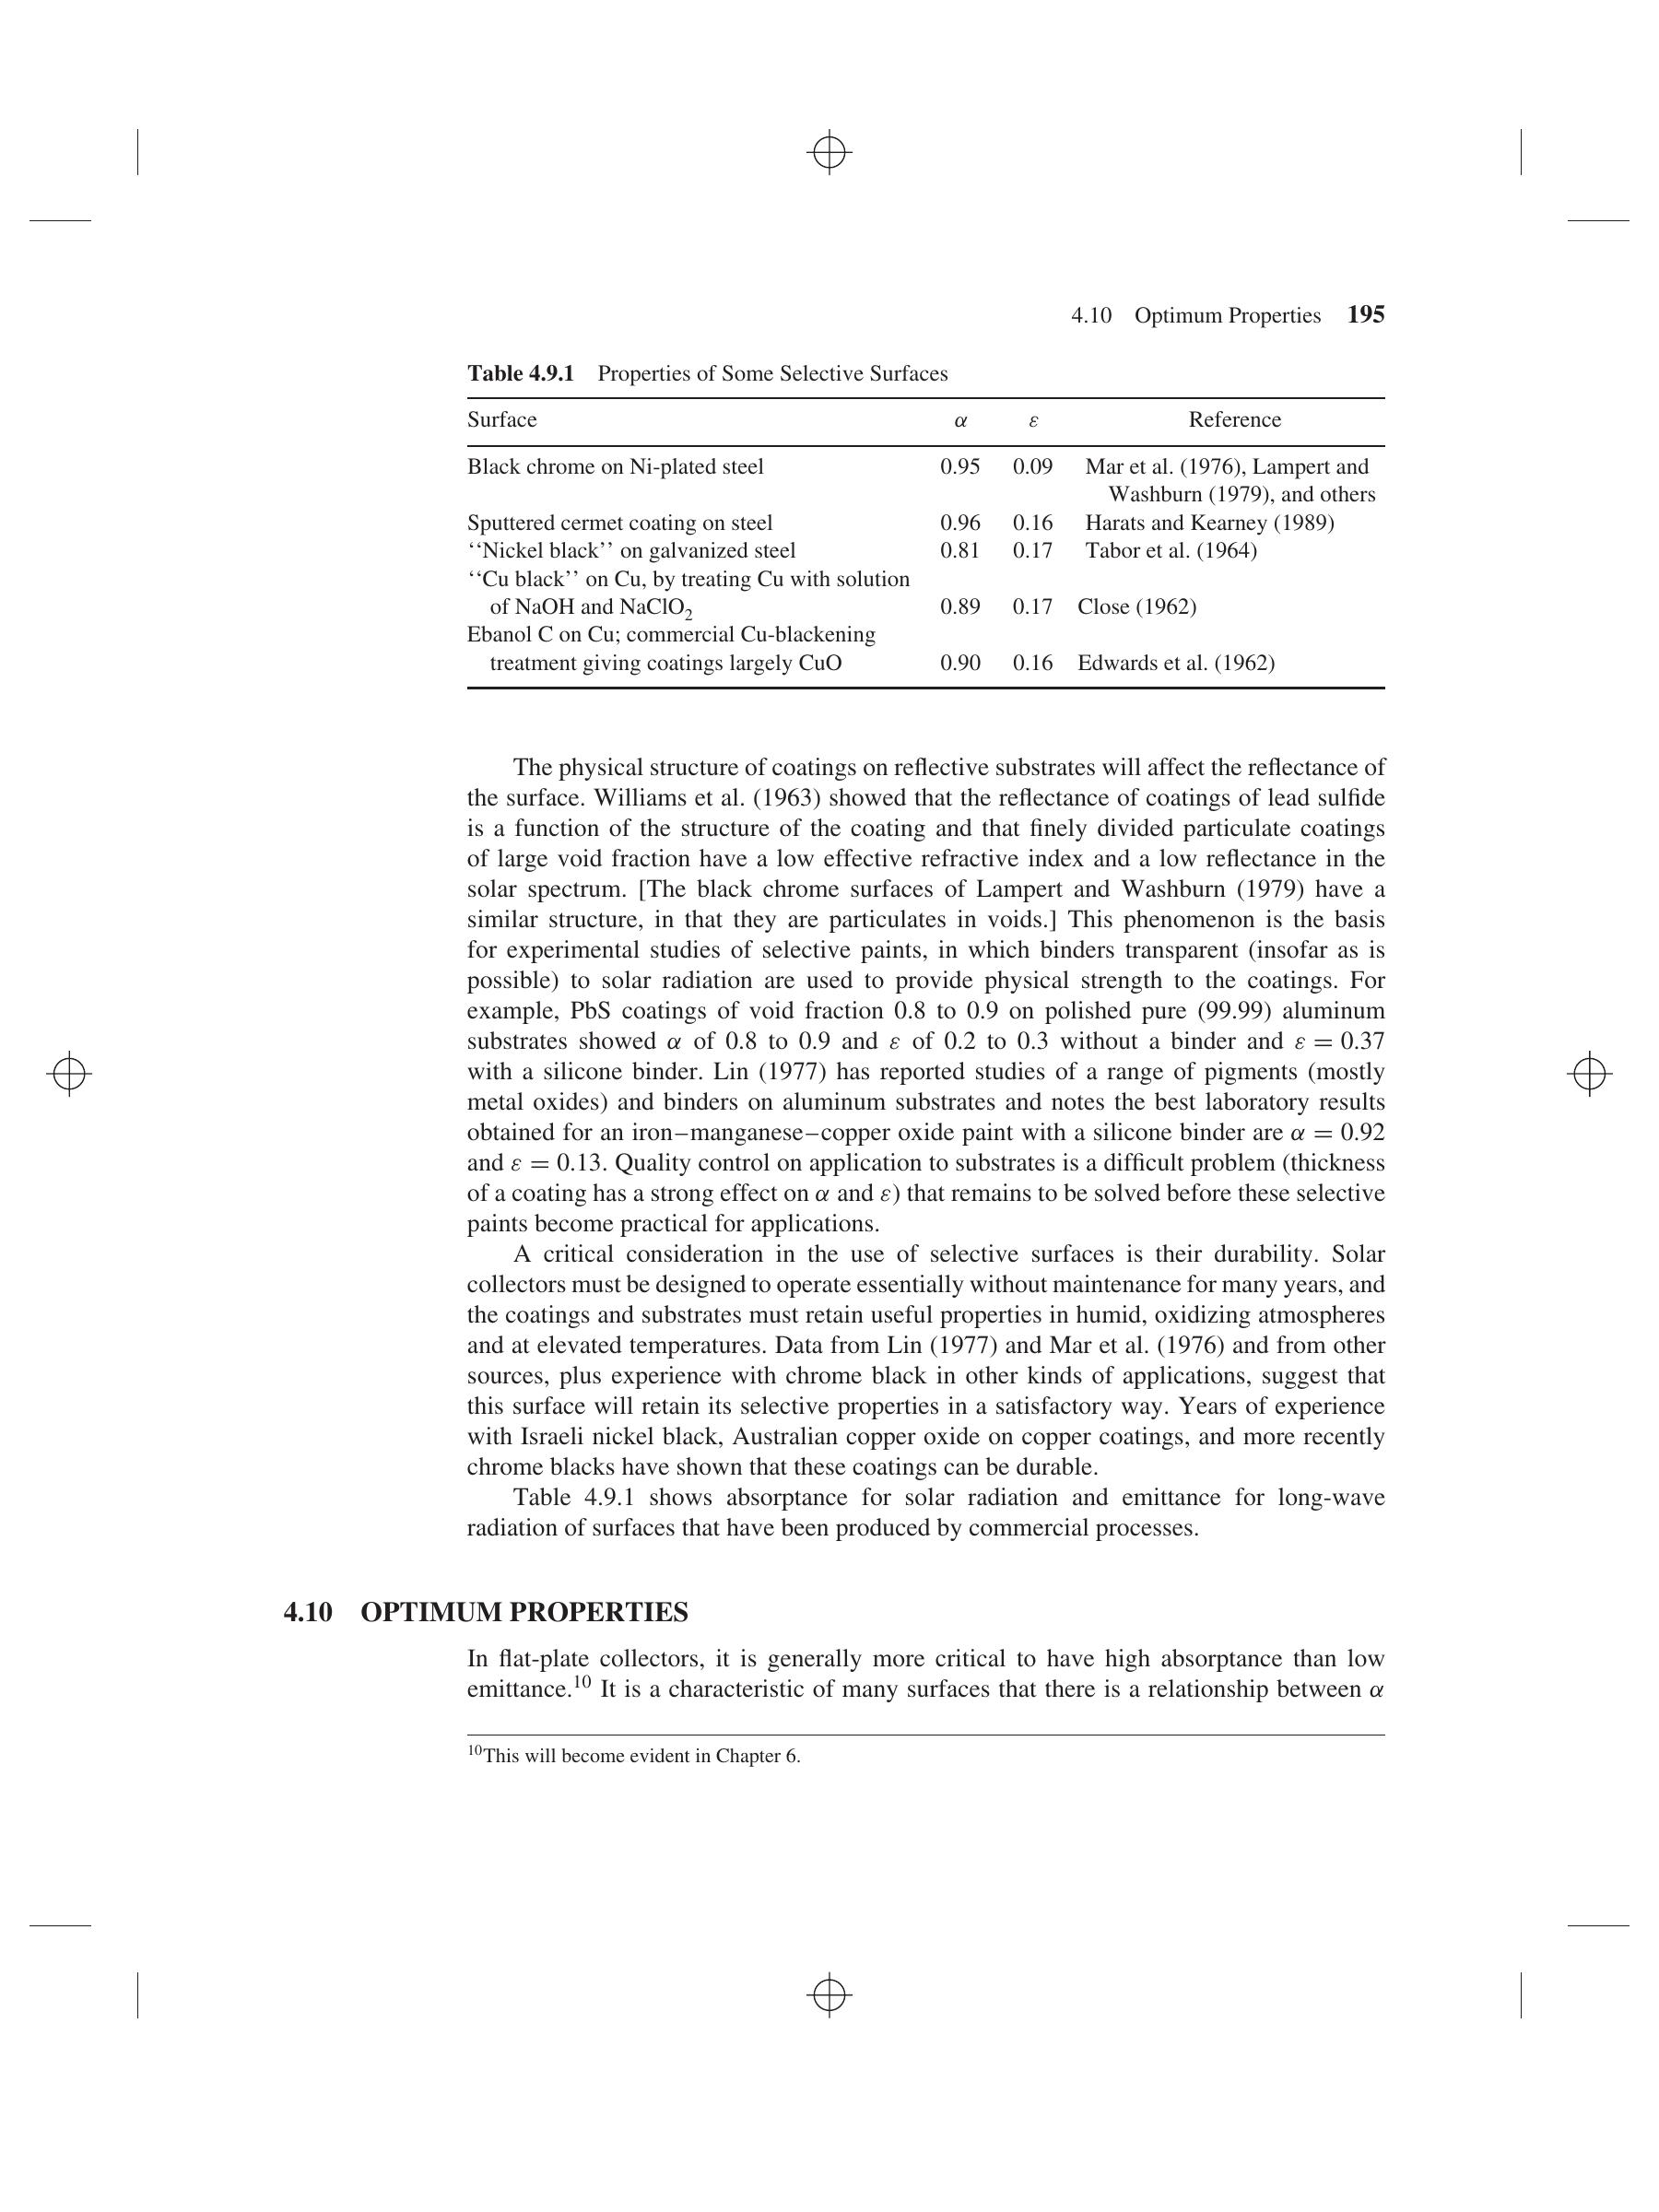 4.10 Optimum Properties 195
Table 4.9.1 Properties of Some Selective Surfaces
Surface α ε Reference
Black chrome on Ni-plated steel 0.95 0.09 Mar et al. (1976), Lampert and
Washburn (1979), and others
Sputtered cermet coating on steel 0.96 0.16 Harats and Kearney (1989)
‘‘Nickel black’’ on galvanized steel 0.81 0.17 Tabor et al. (1964)
‘‘Cu black’’ on Cu, by treating Cu with solution
of NaOH and NaClO₂ 0.89 0.17 Close (1962)
Ebanol C on Cu; commercial Cu-blackening
treatment giving coatings largely CuO 0.90 0.16 Edwards et al. (1962)
The physical structure of coatings on reflective substrates will affect the reflectance of
the surface. Williams et al. (1963) showed that the reflectance of coatings of lead sulfide
is a function of the structure of the coating and that finely divided particulate coatings
of large void fraction have a low effective refractive index and a low reflectance in the
solar spectrum. [The black chrome surfaces of Lampert and Washburn (1979) have a
similar structure, in that they are particulates in voids.] This phenomenon is the basis
for experimental studies of selective paints, in which binders transparent (insofar as is
possible) to solar radiation are used to provide physical strength to the coatings. For
example, PbS coatings of void fraction 0.8 to 0.9 on polished pure (99.99) aluminum
substrates showed α of 0.8 to 0.9 and ε of 0.2 to 0.3 without a binder and ε = 0.37
with a silicone binder. Lin (1977) has reported studies of a range of pigments (mostly
metal oxides) and binders on aluminum substrates and notes the best laboratory results
obtained for an iron–manganese–copper oxide paint with a silicone binder are α = 0.92
and ε = 0.13. Quality control on application to substrates is a difficult problem (thickness
of a coating has a strong effect on α and ε) that remains to be solved before these selective
paints become practical for applications.
A critical consideration in the use of selective surfaces is their durability. Solar
collectors must be designed to operate essentially without maintenance for many years, and
the coatings and substrates must retain useful properties in humid, oxidizing atmospheres
and at elevated temperatures. Data from Lin (1977) and Mar et al. (1976) and from other
sources, plus experience with chrome black in other kinds of applications, suggest that
this surface will retain its selective properties in a satisfactory way. Years of experience
with Israeli nickel black, Australian copper oxide on copper coatings, and more recently
chrome blacks have shown that these coatings can be durable.
Table 4.9.1 shows absorptance for solar radiation and emittance for long-wave
radiation of surfaces that have been produced by commercial processes.
4.10 OPTIMUM PROPERTIES
In flat-plate collectors, it is generally more critical to have high absorptance than low
emittance.¹⁰ It is a characteristic of many surfaces that there is a relationship between α
¹⁰This will become evident in Chapter 6.